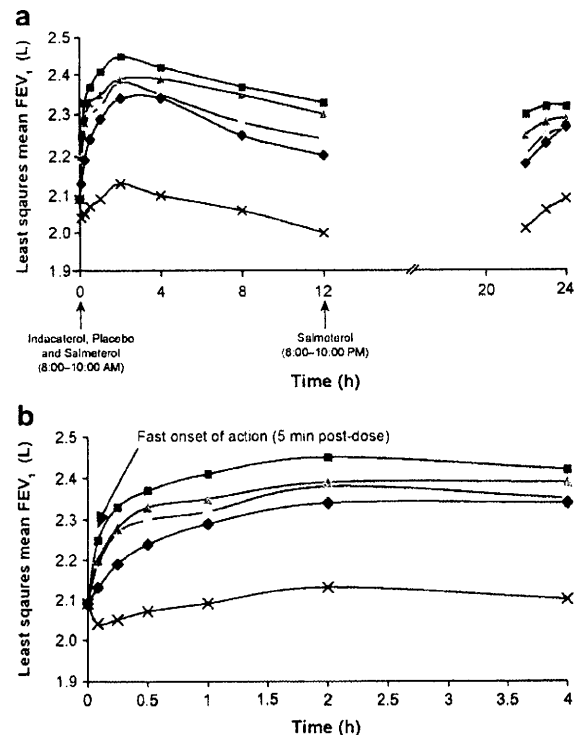 a
Least sqaures mean FEV1 (L)
2.5
2.4
2.3
2.2
2.1
2.0
1.9
0
4
8
12
20
24
Indacaterol, Placebo
and Salmeterol
(8:00–10:00 AM)
Salmeterol
(8:00–10:00 PM)
Time (h)
b
Least sqaures mean FEV1 (L)
2.5
2.4
2.3
2.2
2.1
2.0
1.9
Fast onset of action (5 min post-dose)
0
0.5
1
1.5
2
2.5
3
3.5
4
Time (h)